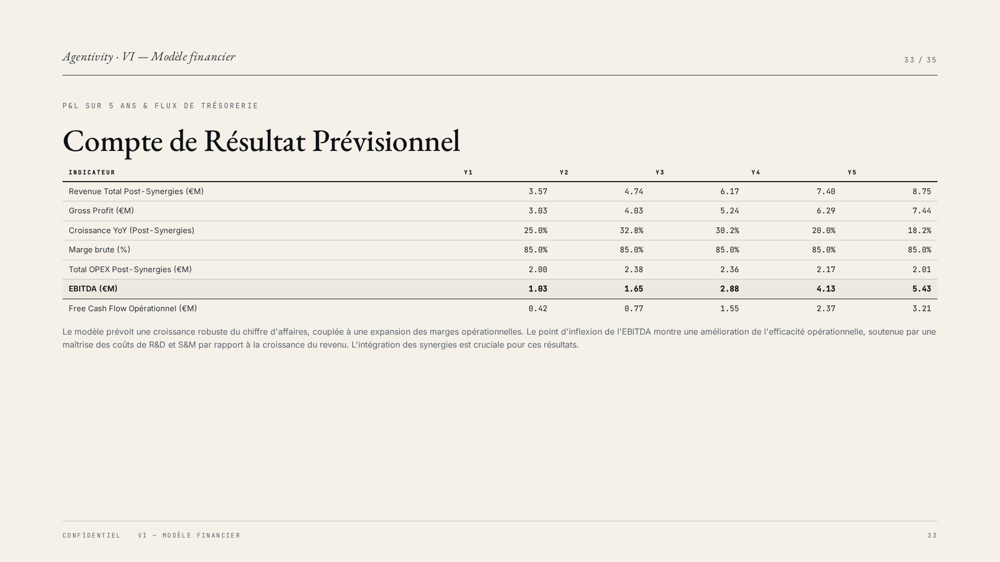 Agentivity · VI — Modèle financier
33 / 35
P&L SUR 5 ANS & FLUX DE TRÉSORERIE
Compte de Résultat Prévisionnel
INDICATEUR Y1 Y2 Y3 Y4 Y5
Revenue Total Post-Synergies (€M) 3.57 4.74 6.17 7.40 8.75
Gross Profit (€M) 3.03 4.03 5.24 6.29 7.44
Croissance YoY (Post-Synergies) 25.0% 32.8% 30.2% 20.0% 18.2%
Marge brute (%) 85.0% 85.0% 85.0% 85.0% 85.0%
Total OPEX Post-Synergies (€M) 2.00 2.38 2.36 2.17 2.01
EBITDA (€M) 1.03 1.65 2.88 4.13 5.43
Free Cash Flow Opérationnel (€M) 0.42 0.77 1.55 2.37 3.21
Le modèle prévoit une croissance robuste du chiffre d'affaires, couplée à une expansion des marges opérationnelles. Le point d'inflexion de l'EBITDA montre une amélioration de l'efficacité opérationnelle, soutenue par une
maîtrise des coûts de R&D et S&M par rapport à la croissance du revenu. L'intégration des synergies est cruciale pour ces résultats.
CONFIDENTIEL VI — MODÈLE FINANCIER
33